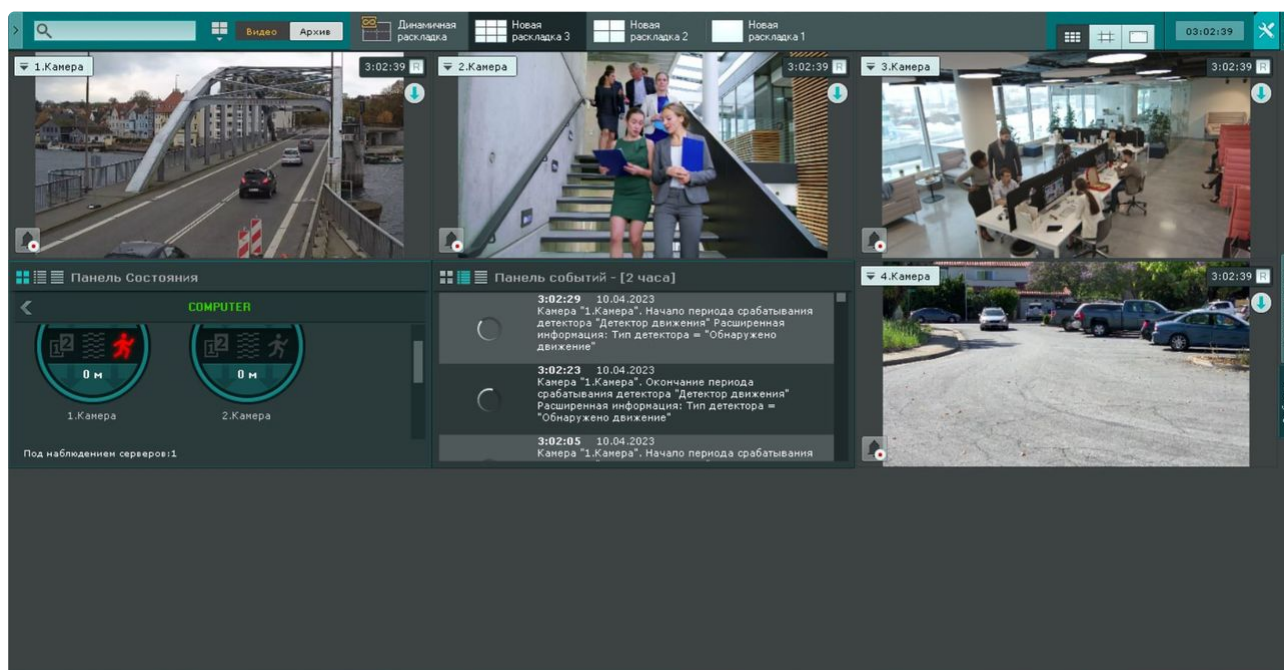 Видео
Архив
Динамичная
раскладка
Новая
раскладка 3
Новая
раскладка 2
Новая
раскладка 1
03:02:39
1.Камера
3:02:39 R
2.Камера
3:02:39 R
3.Камера
3:02:39 R
Панель Состояния
COMPUTER
12
0 м
1.Камера
12
0 м
2.Камера
Под наблюдением серверов:1
Панель событий - [2 часа]
3:02:29 10.04.2023
Камера "1.Камера". Начало периода срабатывания
детектора "Детектор движения" Расширенная
информация: Тип детектора = "Обнаружено
движение"
3:02:23 10.04.2023
Камера "1.Камера". Окончание периода
срабатывания детектора "Детектор движения"
Расширенная информация: Тип детектора =
"Обнаружено движение"
3:02:05 10.04.2023
Камера "1.Камера". Начало периода срабатывания
4.Камера
3:02:39 R